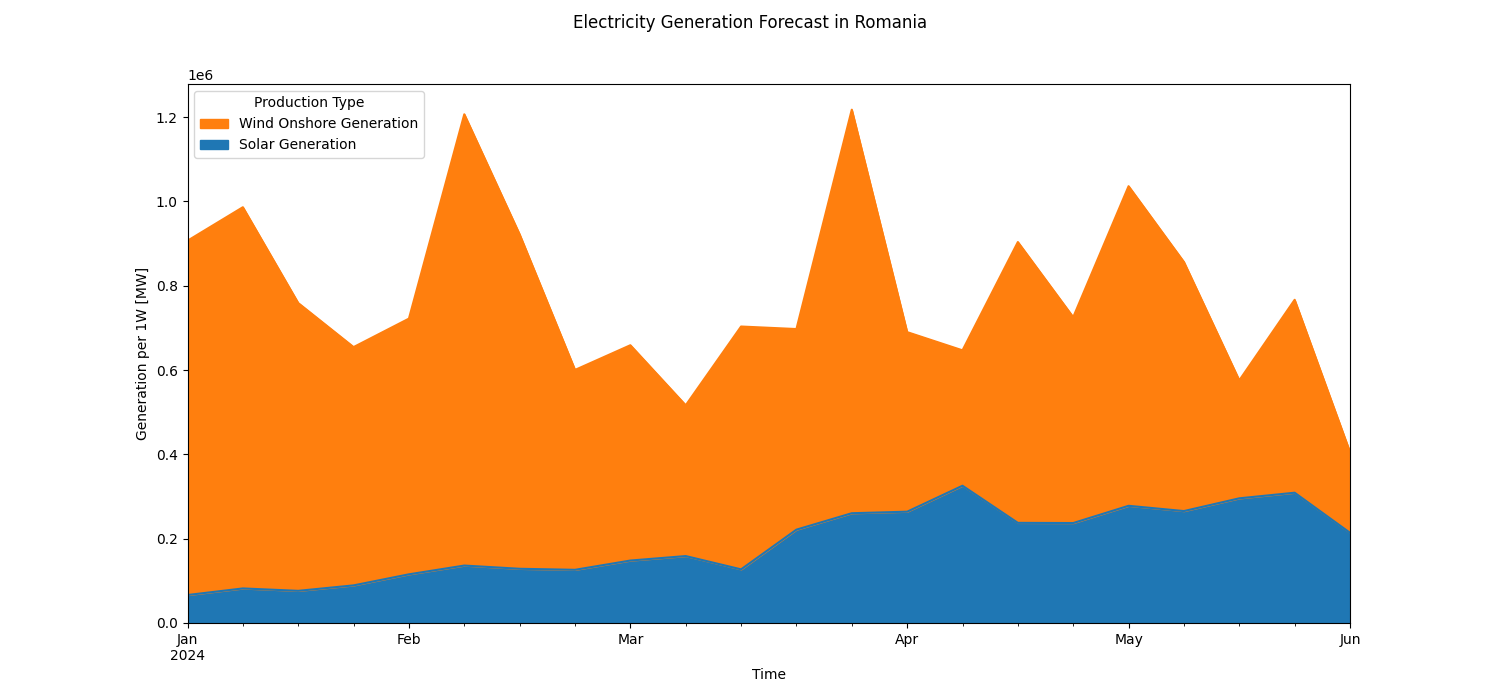 Electricity Generation Forecast in Romania
1e6
Production Type
Wind Onshore Generation
Solar Generation
1.2
1.0
0.8
0.6
0.4
0.2
0.0
Generation per 1W [MW]
Jan Feb Mar Apr May Jun
2024
Time